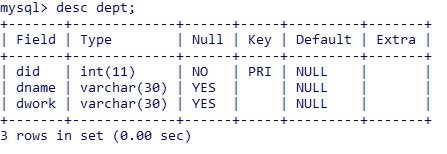 mysql> desc dept;
+-------+-------------+------+-----+---------+-------+
| Field | Type        | Null | Key | Default | Extra |
+-------+-------------+------+-----+---------+-------+
| did   | int(11)     | NO   | PRI | NULL    |       |
| dname | varchar(30) | YES  |     | NULL    |       |
| dwork | varchar(30) | YES  |     | NULL    |       |
+-------+-------------+------+-----+---------+-------+
3 rows in set (0.00 sec)